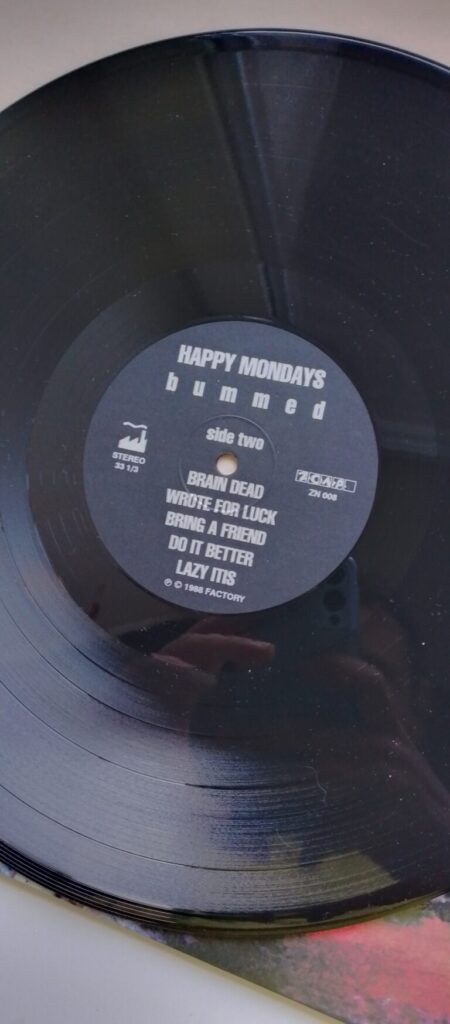 HAPPY MONDAYS
bummed
side two
STEREO
33 1/3
ZN 008
BRAIN DEAD
WROTE FOR LUCK
BRING A FRIEND
DO IT BETTER
LAZY ITIS
℗ © 1988 FACTORY